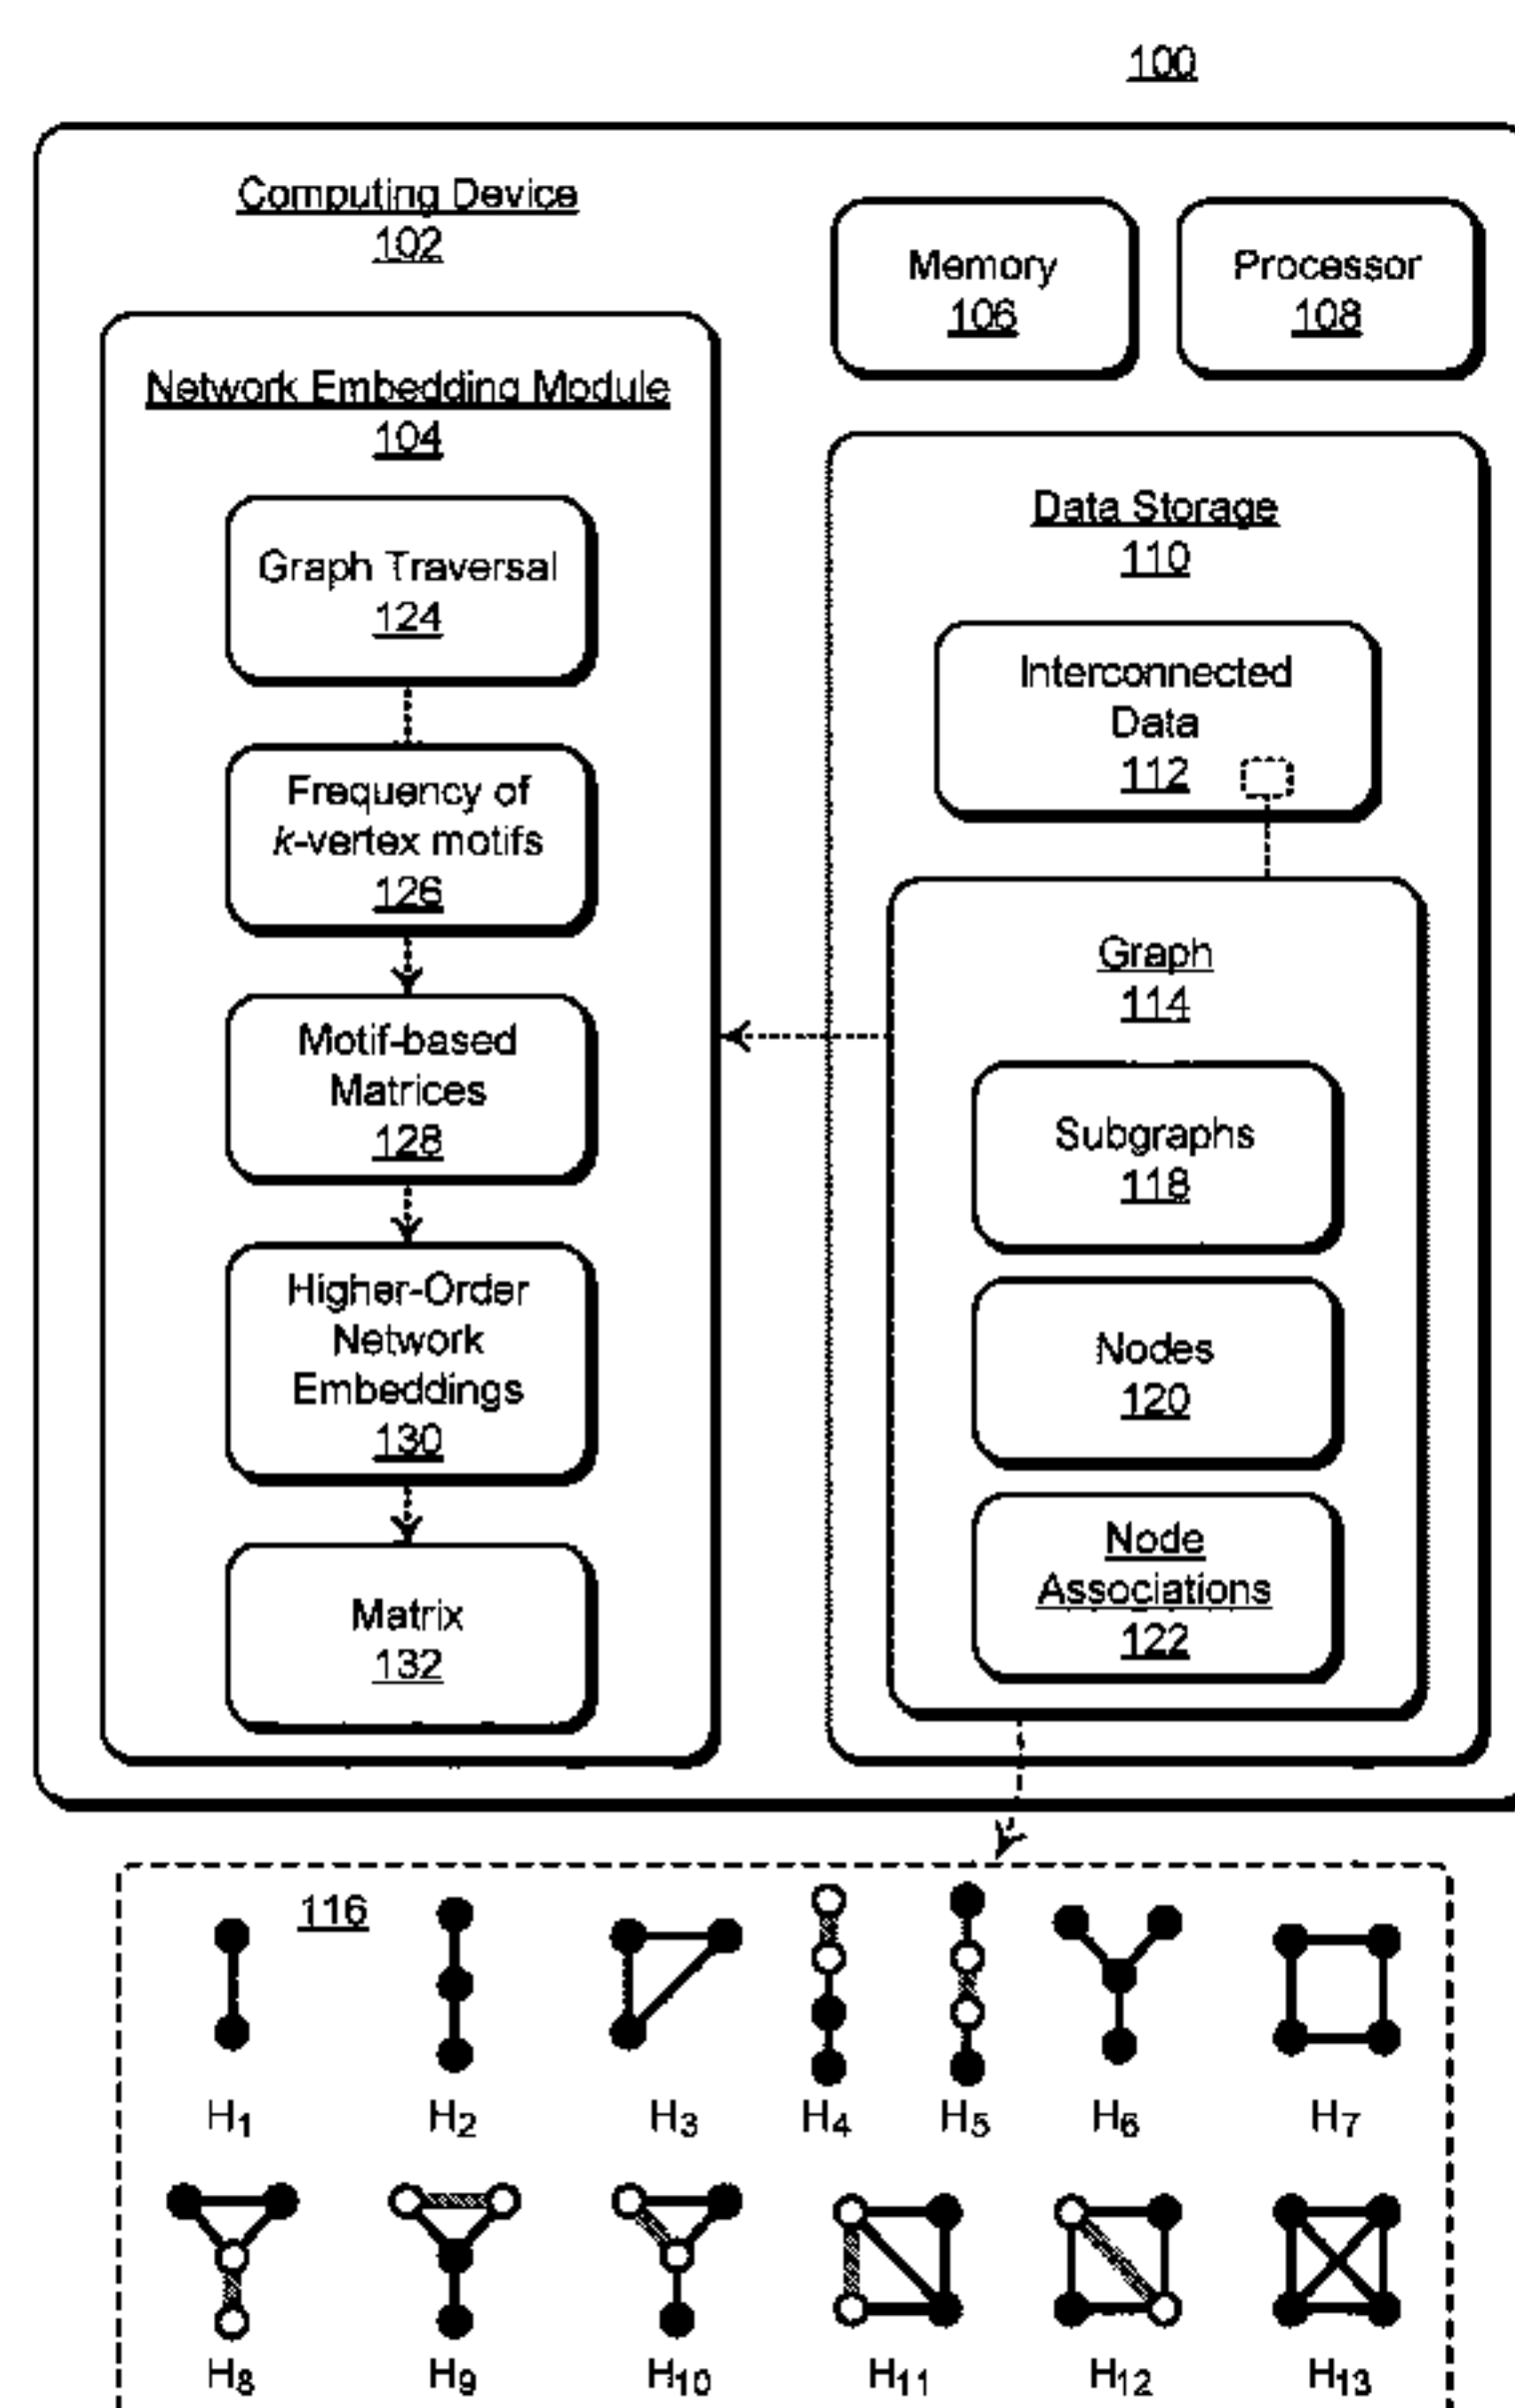 100
Computing Device
102
Memory
106
Processor
108
Network Embedding Module
104
Graph Traversal
124
Frequency of
k-vertex motifs
126
Motif-based
Matrices
128
Higher-Order
Network
Embeddings
130
Matrix
132
Data Storage
110
Interconnected
Data
112
Graph
114
Subgraphs
118
Nodes
120
Node
Associations
122
116
H1 H2 H3 H4 H5 H6 H7
H8 H9 H10 H11 H12 H13